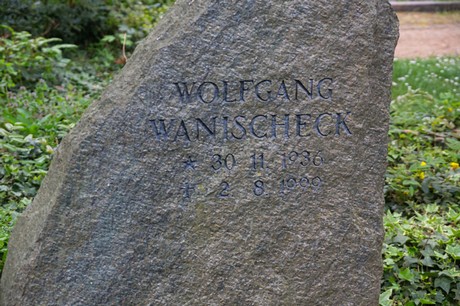 WOLFGANG
WANISCHECK
* 30 11 1936
✝ 2 8 1999